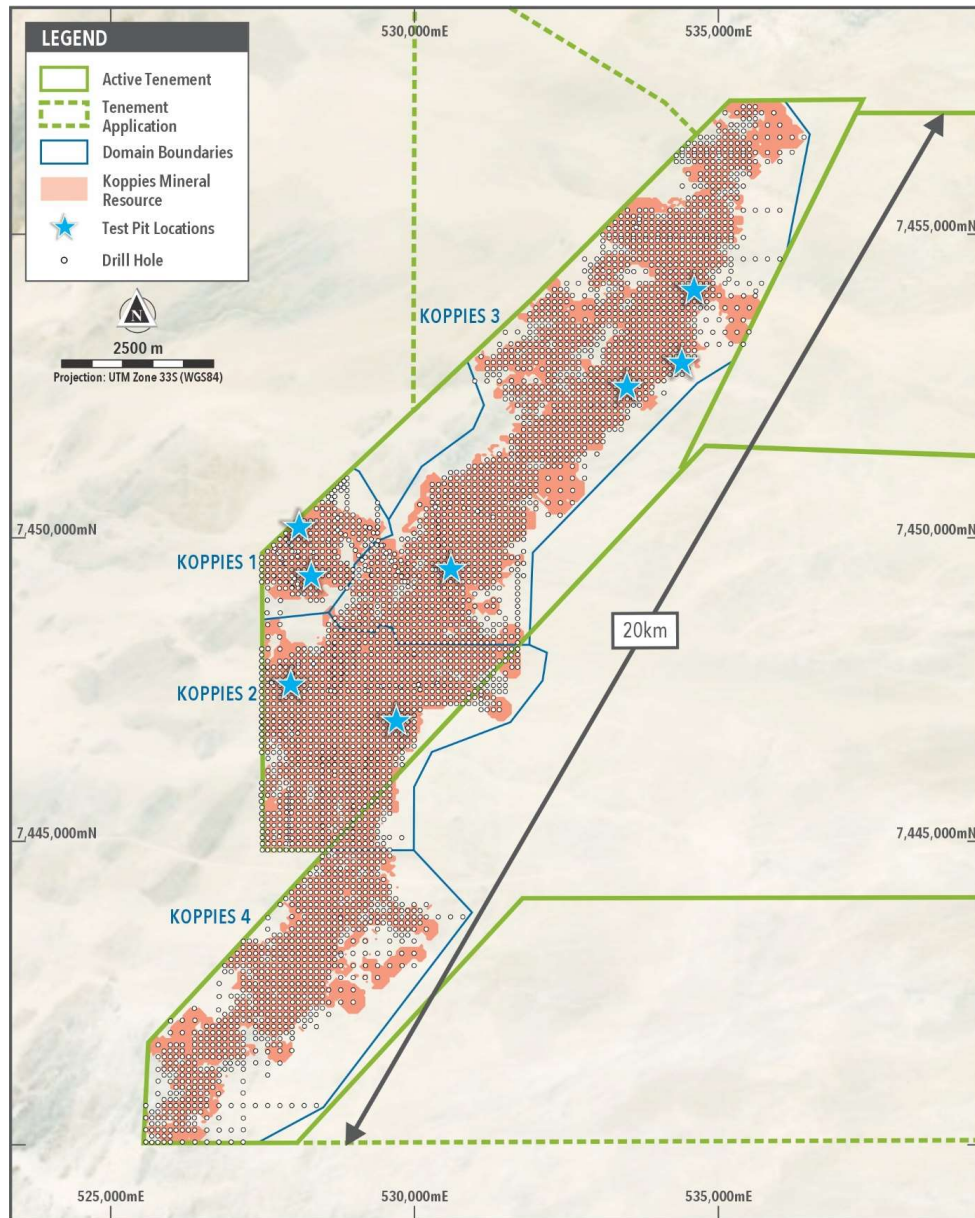 530,000mE
535,000mE
LEGEND
Active Tenement
Tenement
Application
Domain Boundaries
Koppies Mineral
Resource
Test Pit Locations
Drill Hole
N
2500 m
Projection: UTM Zone 33S (WGS84)
7,455,000mN
KOPPIES 3
7,450,000mN
7,450,000mN
KOPPIES 1
20km
KOPPIES 2
7,445,000mN
7,445,000mN
KOPPIES 4
525,000mE
530,000mE
535,000mE